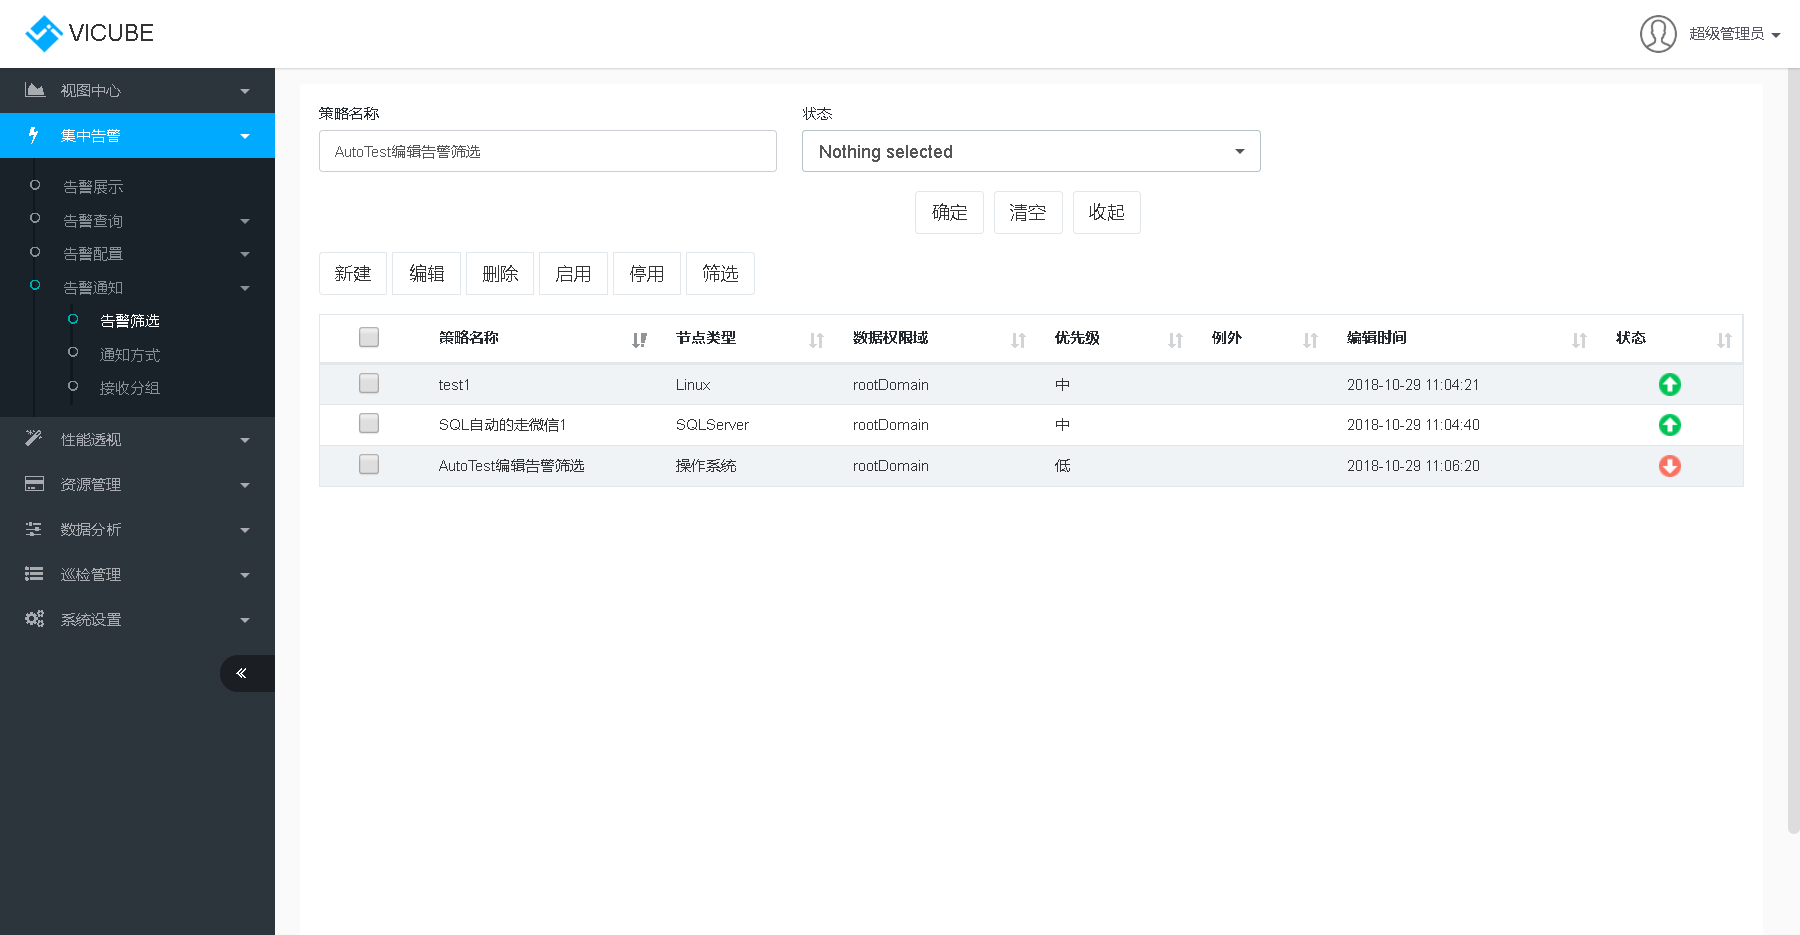 VICUBE
超级管理员
视图中心
集中告警
告警展示
告警查询
告警配置
告警通知
告警筛选
通知方式
接收分组
性能透视
资源管理
数据分析
巡检管理
系统设置
策略名称 状态
AutoTest编辑告警筛选 Nothing selected
确定 清空 收起
新建 编辑 删除 启用 停用 筛选
策略名称 节点类型 数据权限域 优先级 例外 编辑时间 状态
test1 Linux rootDomain 中 2018-10-29 11:04:21
SQL自动的走微信1 SQLServer rootDomain 中 2018-10-29 11:04:40
AutoTest编辑告警筛选 操作系统 rootDomain 低 2018-10-29 11:06:20